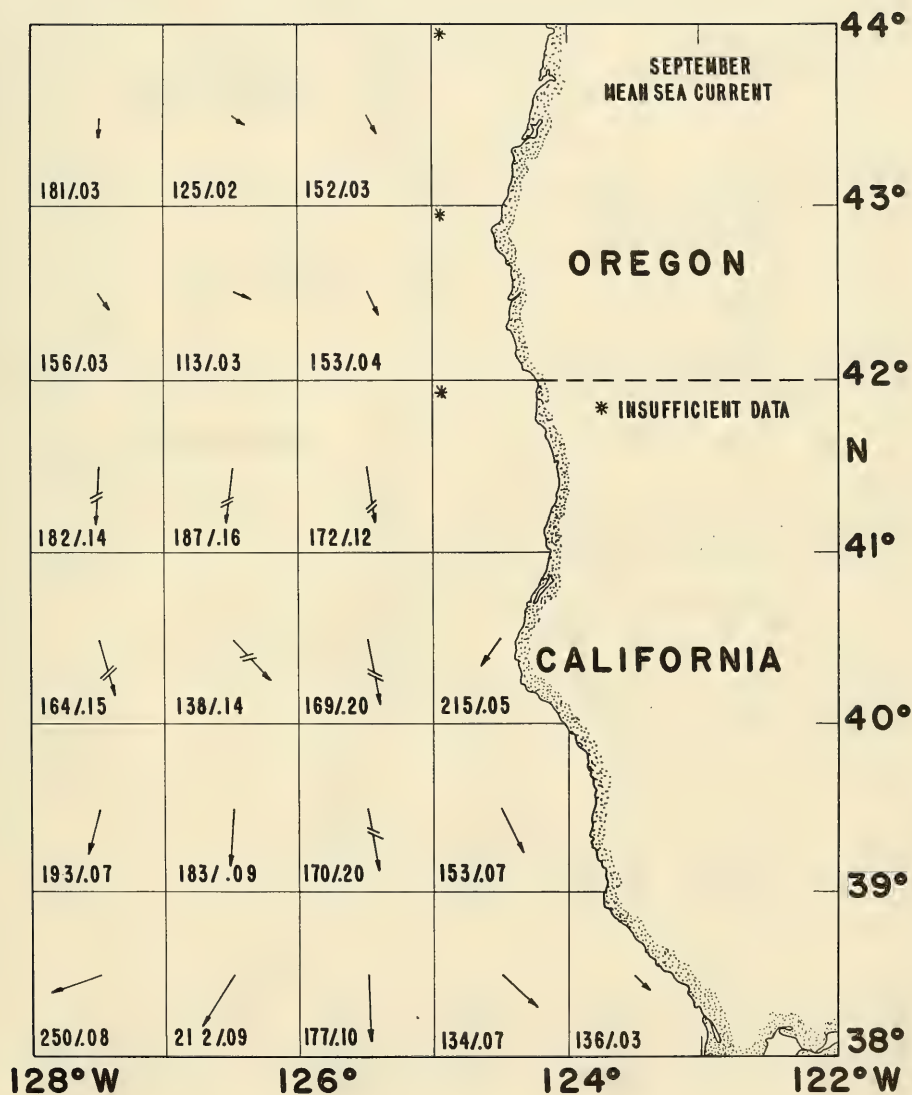 44°
*
SEPTEMBER
MEAN SEA CURRENT
181/.03 125/.02 152/.03
43°
*
OREGON
156/.03 113/.03 153/.04
42°
*
* INSUFFICIENT DATA
N
182/.14 187/.16 172/.12
41°
CALIFORNIA
164/.15 138/.14 169/.20 215/.05
40°
193/.07 183/.09 170/.20 153/.07
39°
250/.08 212/.09 177/.10 134/.07 136/.03
38°
128°W 126° 124° 122°W